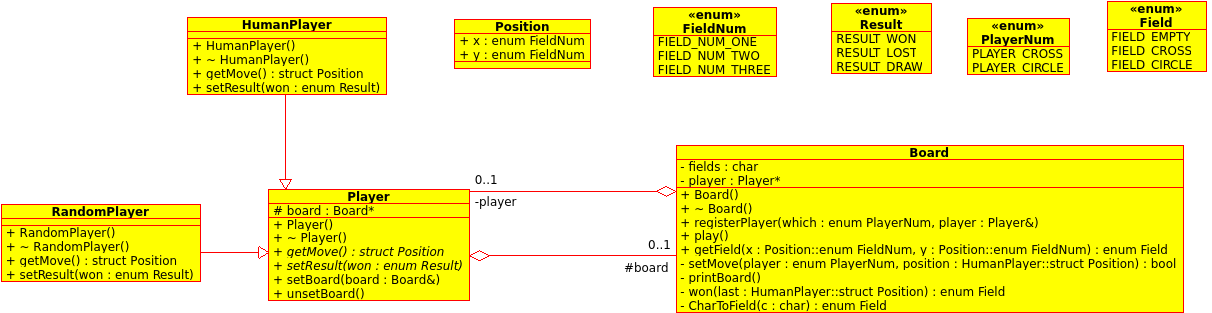 HumanPlayer
+ HumanPlayer()
+ ~ HumanPlayer()
+ getMove() : struct Position
+ setResult(won : enum Result)
Position
+ x : enum FieldNum
+ y : enum FieldNum
«enum»
FieldNum
FIELD_NUM_ONE
FIELD_NUM_TWO
FIELD_NUM_THREE
«enum»
Result
RESULT_WON
RESULT_LOST
RESULT_DRAW
«enum»
PlayerNum
PLAYER_CROSS
PLAYER_CIRCLE
«enum»
Field
FIELD_EMPTY
FIELD_CROSS
FIELD_CIRCLE
RandomPlayer
+ RandomPlayer()
+ ~ RandomPlayer()
+ getMove() : struct Position
+ setResult(won : enum Result)
Player
# board : Board*
+ Player()
+ ~ Player()
+ getMove() : struct Position
+ setResult(won : enum Result)
+ setBoard(board : Board&)
+ unsetBoard()
0..1
-player
0..1
#board
Board
- fields : char
- player : Player*
+ Board()
+ ~ Board()
+ registerPlayer(which : enum PlayerNum, player : Player&)
+ play()
+ getField(x : Position::enum FieldNum, y : Position::enum FieldNum) : enum Field
- setMove(player : enum PlayerNum, position : HumanPlayer::struct Position) : bool
- printBoard()
- won(last : HumanPlayer::struct Position) : enum Field
- CharToField(c : char) : enum Field